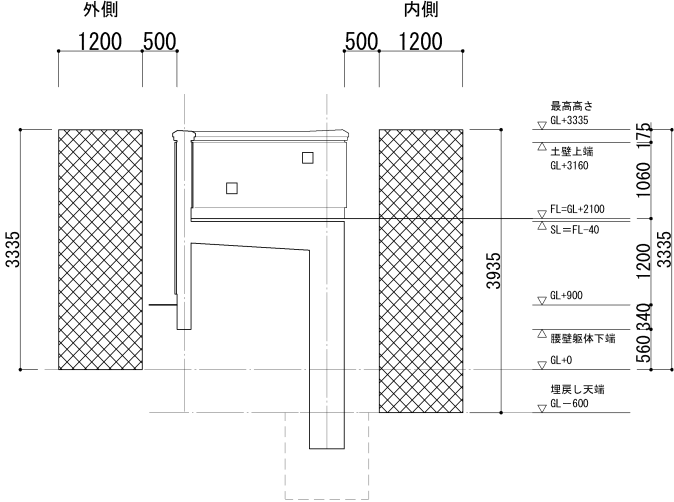 外側
内側
1200
500
500
1200
最高高さ
GL+3335
175
土壁上端
GL+3160
1060
FL=GL+2100
SL＝FL-40
3335
3935
1200
3335
GL+900
340
腰壁躯体下端
560
GL+0
埋戻し天端
GL－600